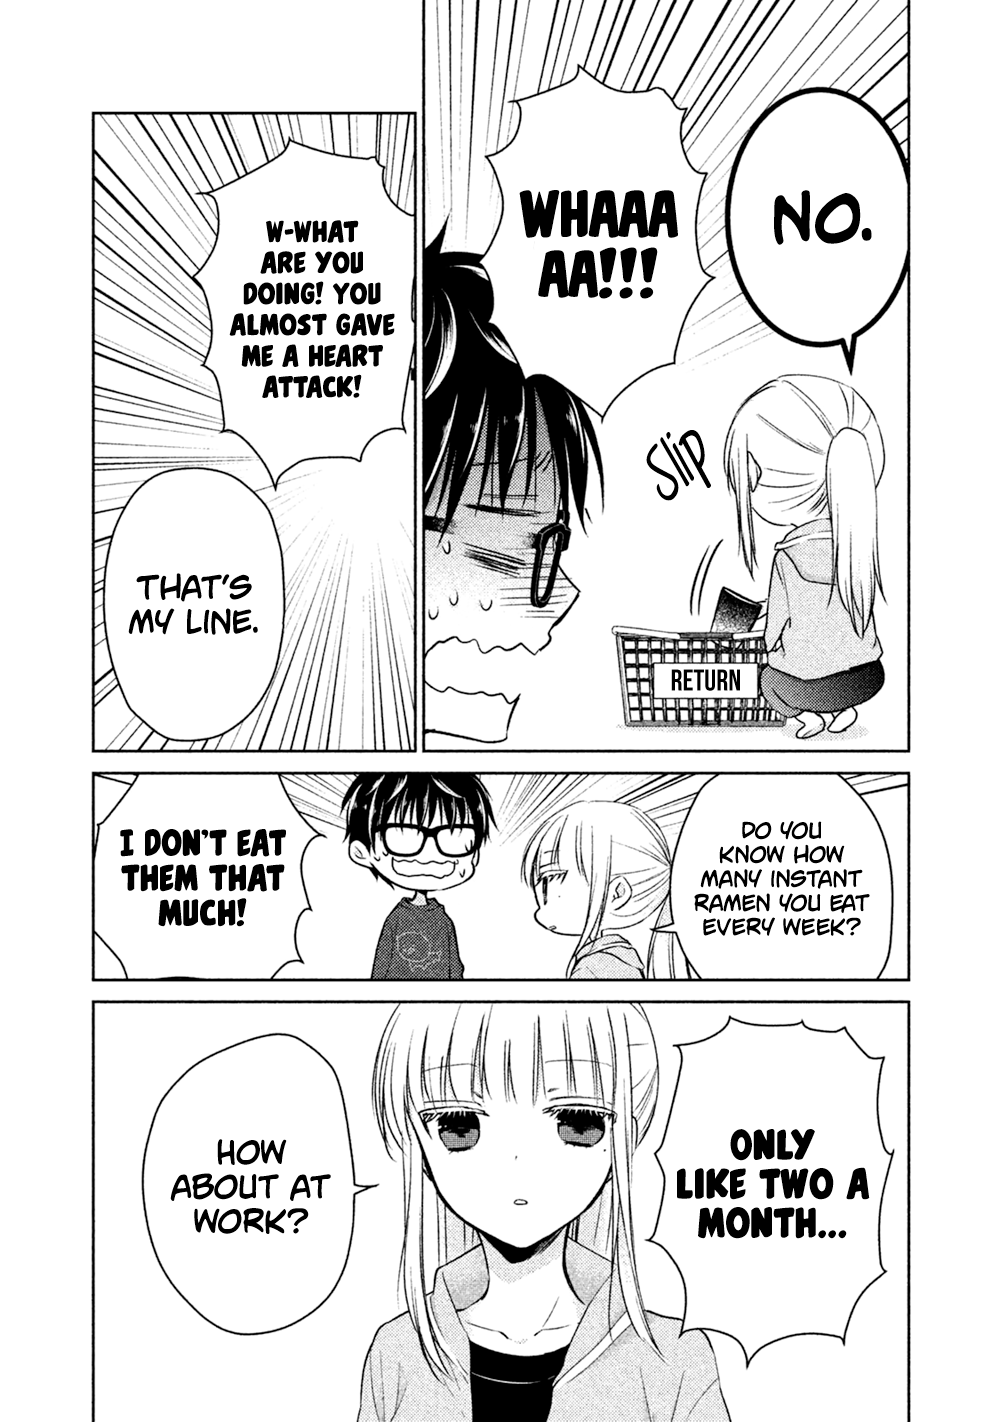 NO.
WHAAA
AA!!!
Slip
RETURN
W-WHAT
ARE YOU
DOING! YOU
ALMOST GAVE
ME A HEART
ATTACK!
THAT'S
MY LINE.
DO YOU
KNOW HOW
MANY INSTANT
RAMEN YOU EAT
EVERY WEEK?
I DON'T EAT
THEM THAT
MUCH!
ONLY
LIKE TWO A
MONTH...
HOW
ABOUT AT
WORK?